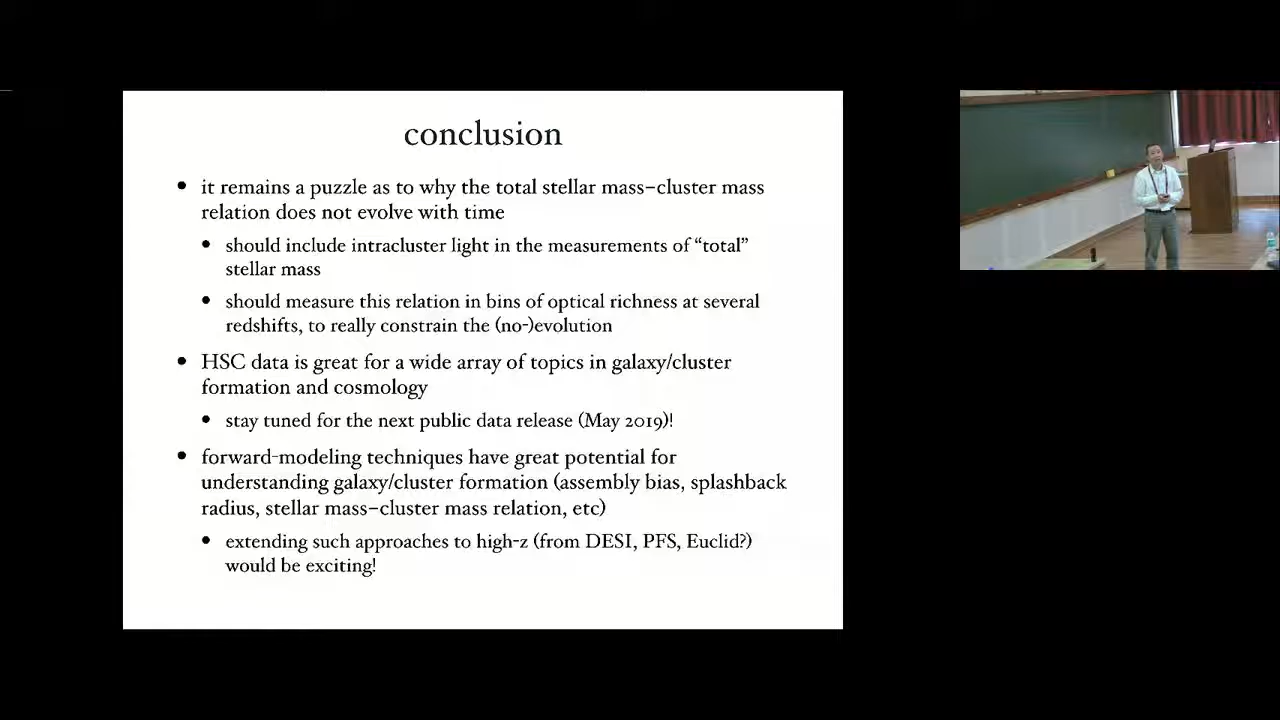 conclusion
• it remains a puzzle as to why the total stellar mass–cluster mass
relation does not evolve with time
• should include intracluster light in the measurements of “total”
stellar mass
• should measure this relation in bins of optical richness at several
redshifts, to really constrain the (no-)evolution
• HSC data is great for a wide array of topics in galaxy/cluster
formation and cosmology
• stay tuned for the next public data release (May 2019)!
• forward-modeling techniques have great potential for
understanding galaxy/cluster formation (assembly bias, splashback
radius, stellar mass–cluster mass relation, etc)
• extending such approaches to high-z (from DESI, PFS, Euclid?)
would be exciting!